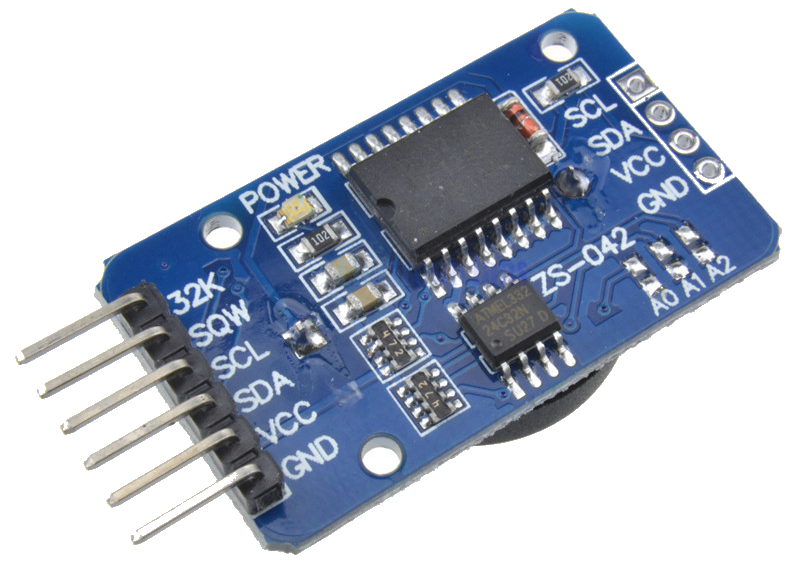 102
SCL
SDA
VCC
GND
POWER
102
ZS-042
A0 A1 A2
ATMEL332
24C32N
SU27 D
472
472
32K
SQW
SCL
SDA
VCC
GND